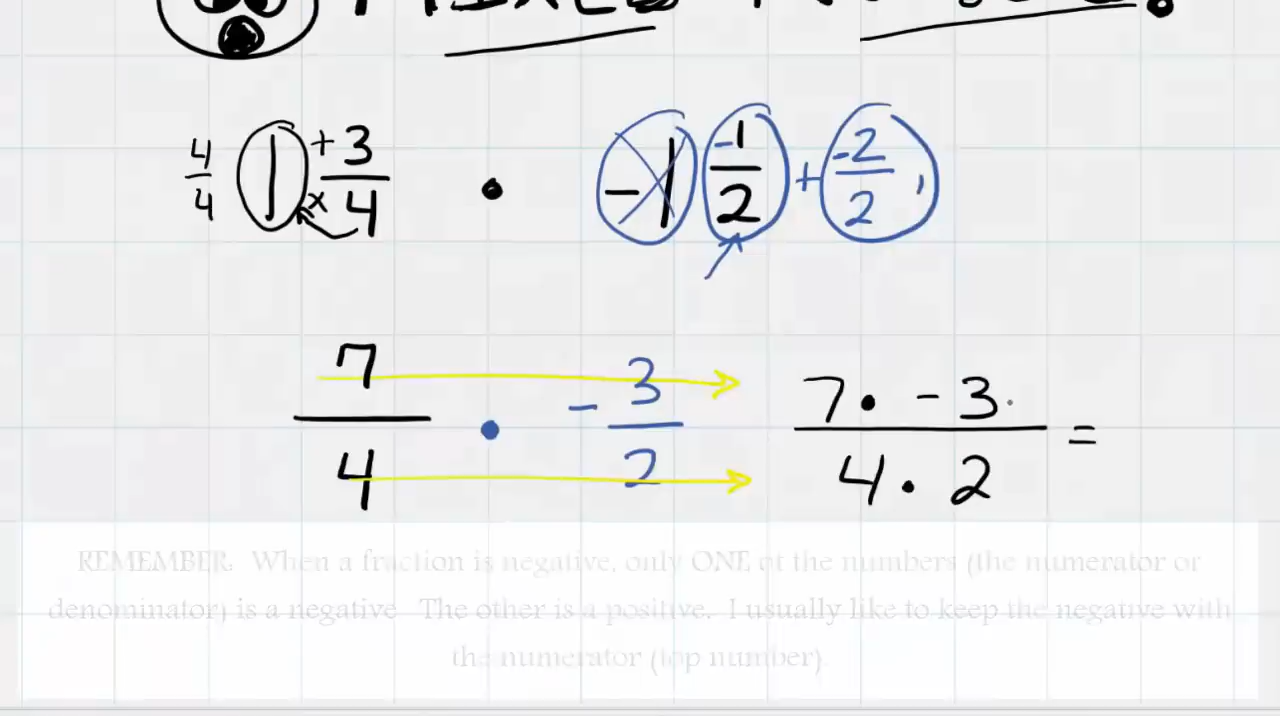 4/4 1 + 3/4 x • -1 -1/2 + -2/2
7/4 • -3/2 7 • -3 / 4 • 2 =
REMEMBER: When a fraction is negative, only ONE of the numbers (the numerator or
denominator) is a negative. The other is a positive. I usually like to keep the negative with
the numerator (top number).